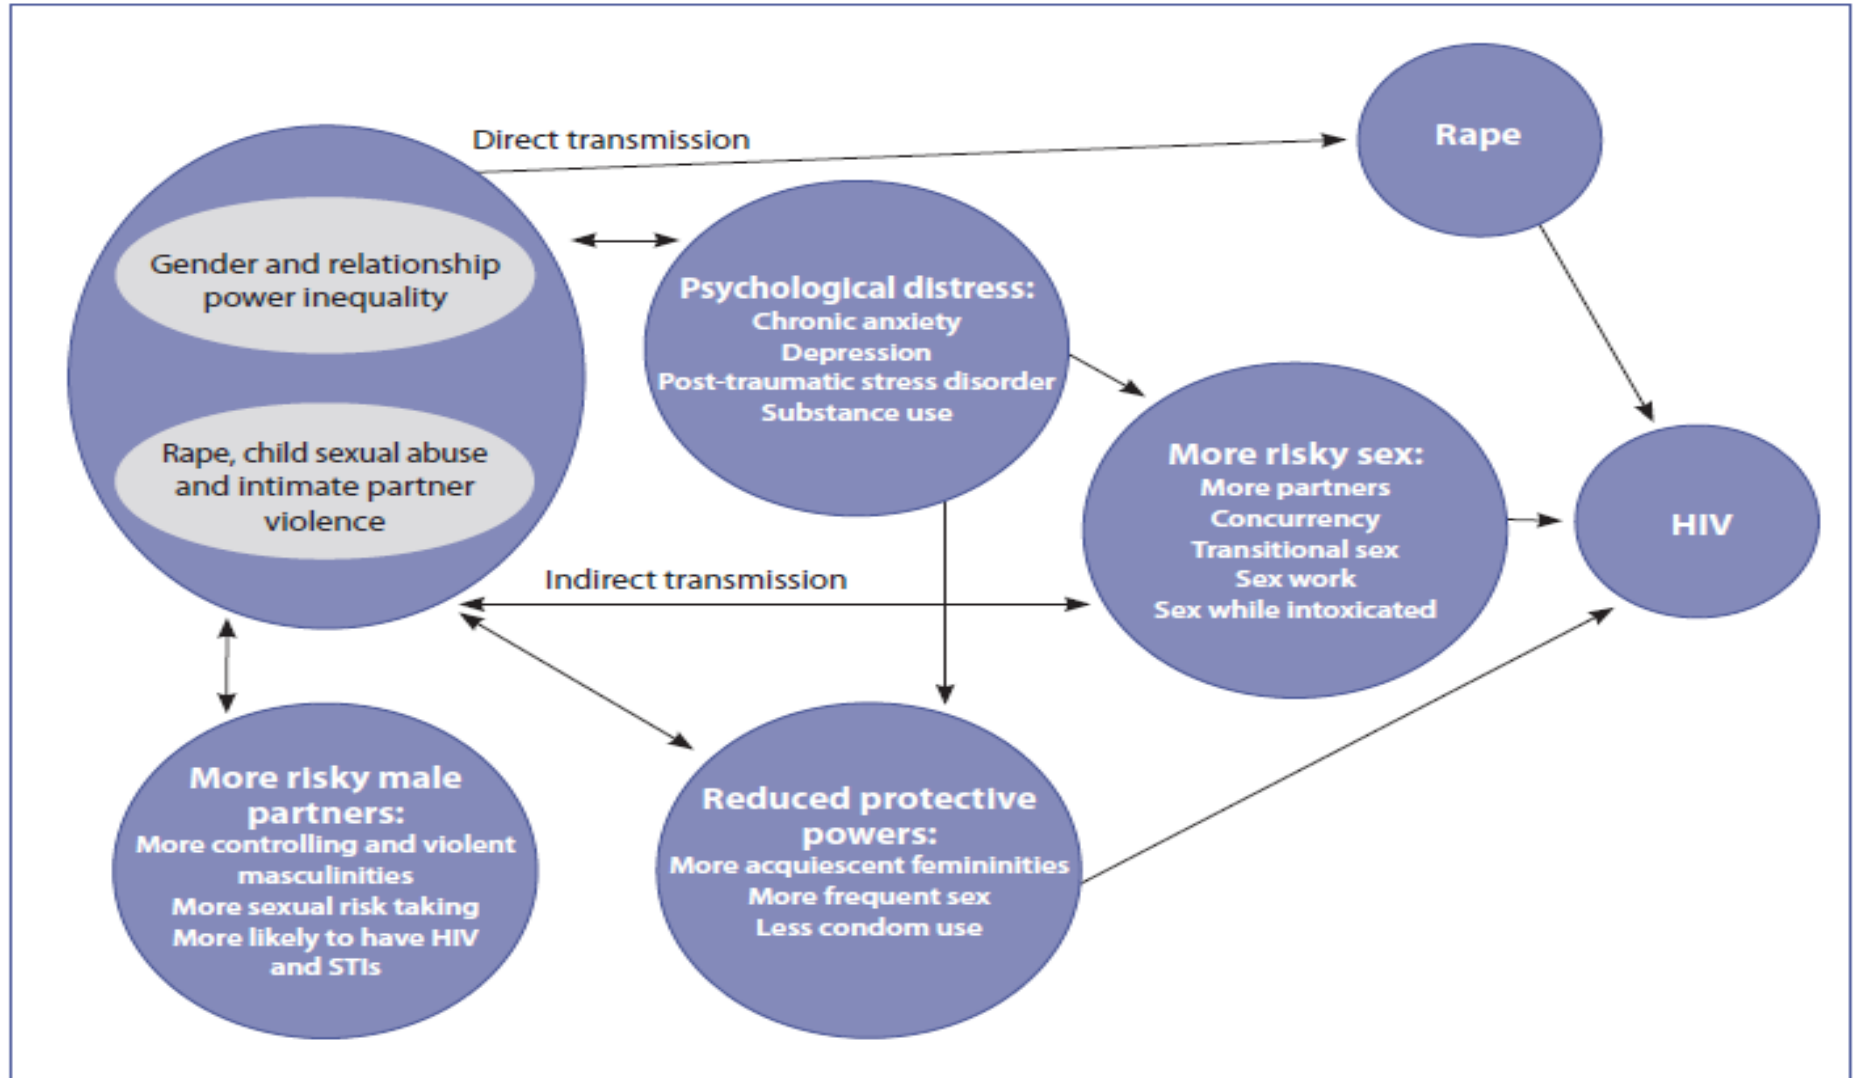 Direct transmission
Rape
Gender and relationship
power inequality
Rape, child sexual abuse
and intimate partner
violence
Psychological distress:
Chronic anxiety
Depression
Post-traumatic stress disorder
Substance use
More risky sex:
More partners
Concurrency
Transitional sex
Sex work
Sex while intoxicated
HIV
Indirect transmission
More risky male
partners:
More controlling and violent
masculinities
More sexual risk taking
More likely to have HIV
and STIs
Reduced protective
powers:
More acquiescent femininities
More frequent sex
Less condom use